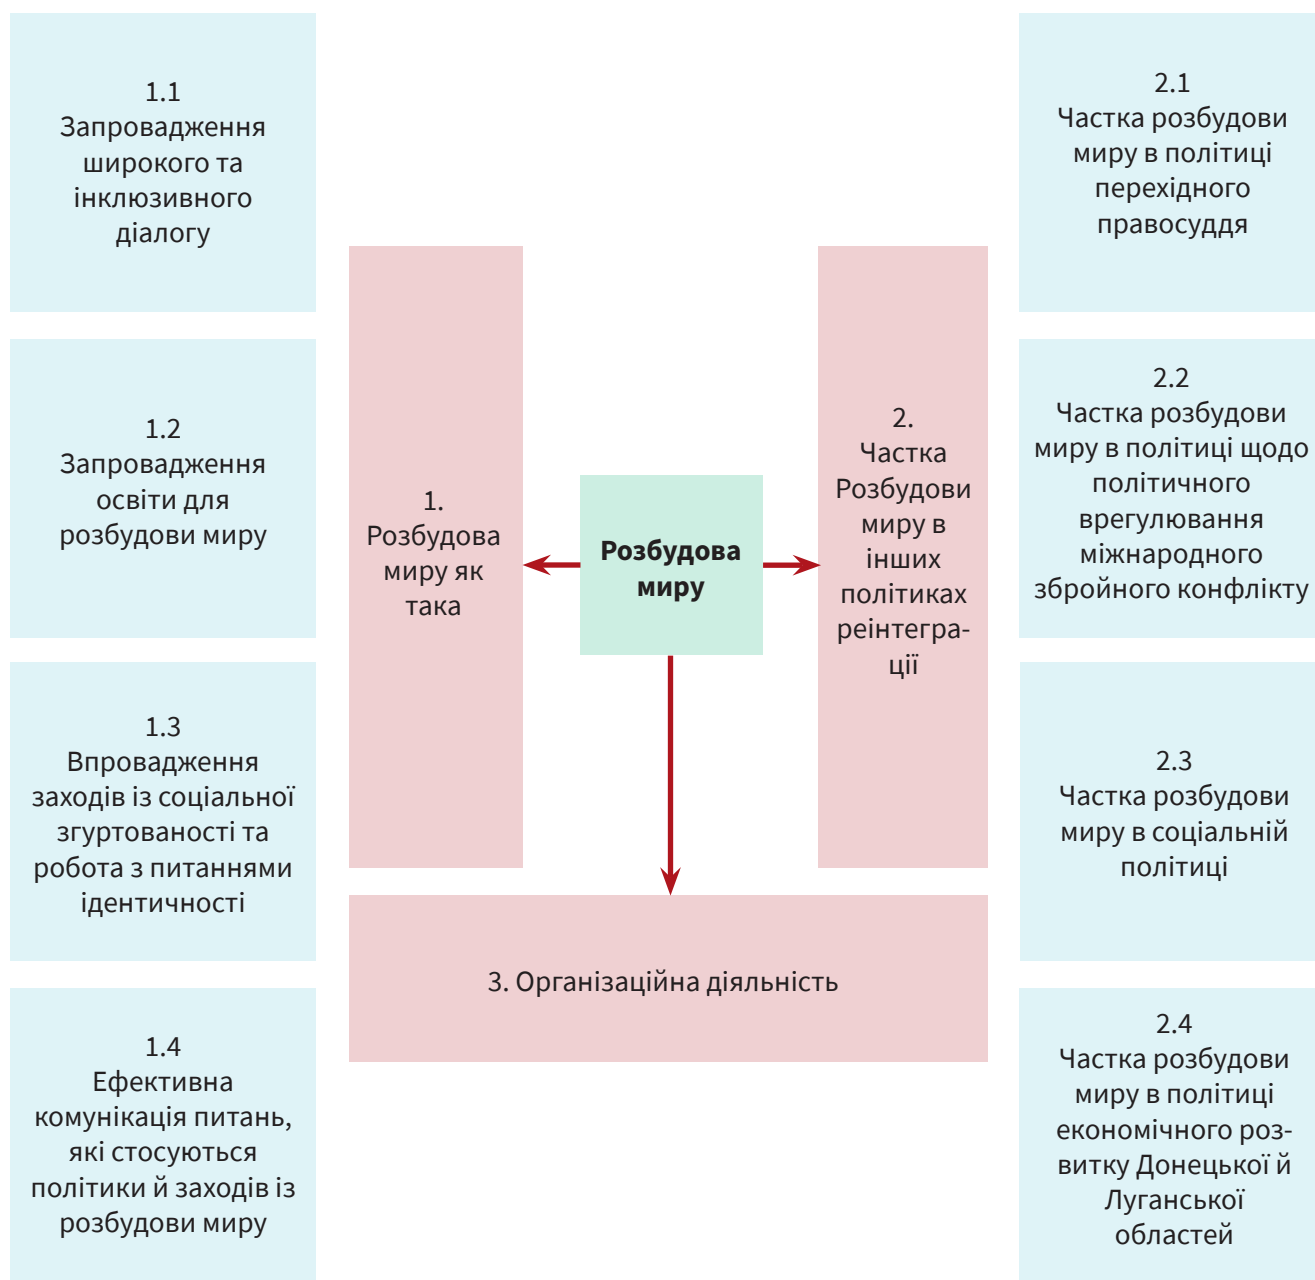 1.1
Запровадження
широкого та
інклюзивного
діалогу
1.2
Запровадження
освіти для
розбудови миру
1.3
Впровадження
заходів із соціальної
згуртованості та
робота з питаннями
ідентичності
1.4
Ефективна
комунікація питань,
які стосуються
політики й заходів із
розбудови миру
1.
Розбудова
миру як
така
Розбудова
миру
2.
Частка
Розбудови
миру в
інших
політиках
реінтегра-
ції
3. Організаційна діяльність
2.1
Частка розбудови
миру в політиці
перехідного
правосуддя
2.2
Частка розбудови
миру в політиці щодо
політичного
врегулювання
міжнародного
збройного конфлікту
2.3
Частка розбудови
миру в соціальній
політиці
2.4
Частка розбудови
миру в політиці
економічного роз-
витку Донецької й
Луганської
областей